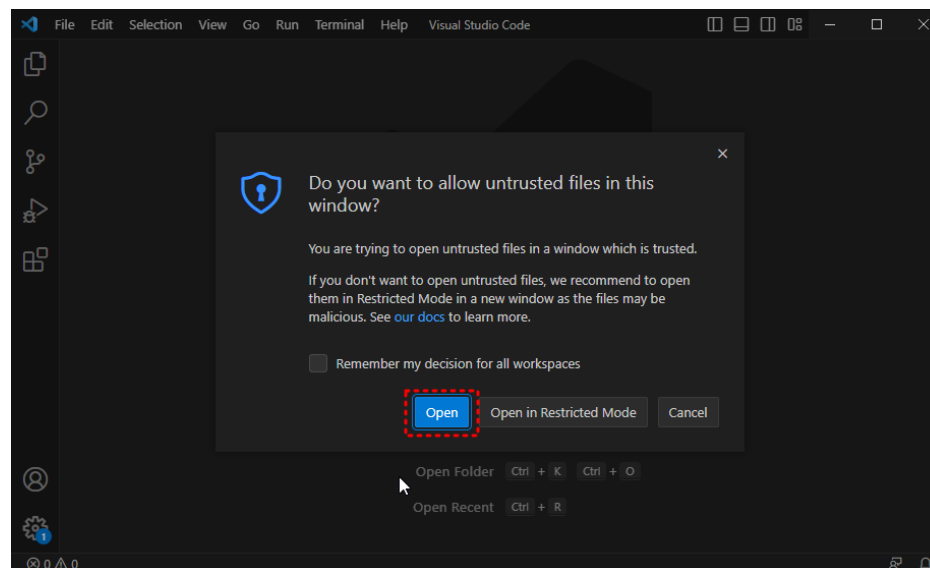 File Edit Selection View Go Run Terminal Help Visual Studio Code
Do you want to allow untrusted files in this
window?
You are trying to open untrusted files in a window which is trusted.
If you don't want to open untrusted files, we recommend to open
them in Restricted Mode in a new window as the files may be
malicious. See our docs to learn more.
Remember my decision for all workspaces
Open Open in Restricted Mode Cancel
Open Folder Ctrl + K Ctrl + O
Open Recent Ctrl + R
1
0 0